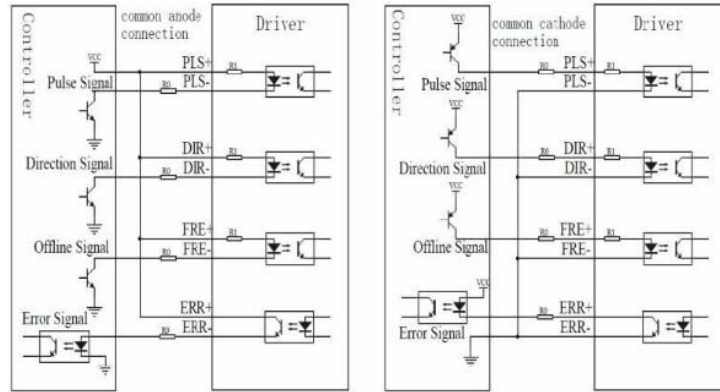 Controller
common anode
connection
Driver
VCC
PLS+
R1
Pulse Signal
PLS-
R0
DIR+
R1
Direction Signal
DIR-
R0
FRE+
R1
Offline Signal
FRE-
R0
ERR+
Error Signal
ERR-
R0
Controller
common cathode
connection
Driver
VCC
PLS+
R0
R1
PLS-
Pulse Signal
VCC
DIR+
R0
R1
DIR-
Direction Signal
VCC
FRE+
R0
R1
FRE-
Offline Signal
VCC
ERR+
R0
ERR-
Error Signal